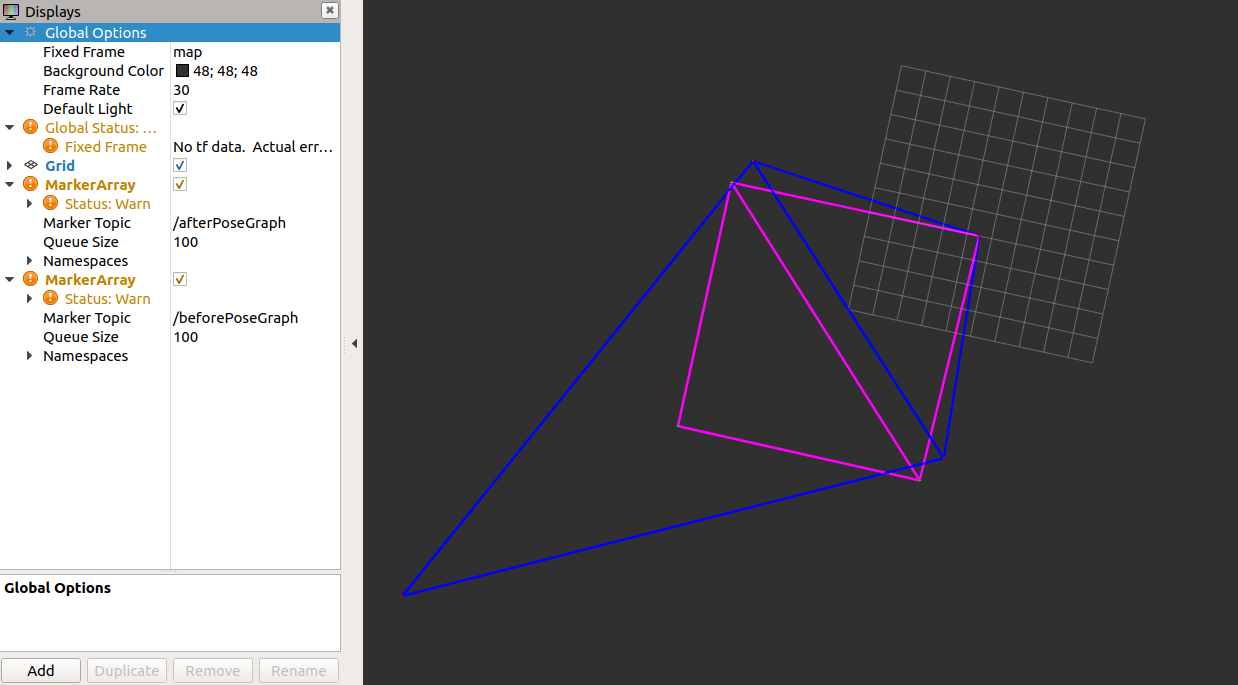 Displays
Global Options
Fixed Frame map
Background Color 48; 48; 48
Frame Rate 30
Default Light
Global Status: ...
Fixed Frame No tf data.  Actual err...
Grid
MarkerArray
Status: Warn
Marker Topic /afterPoseGraph
Queue Size 100
Namespaces
MarkerArray
Status: Warn
Marker Topic /beforePoseGraph
Queue Size 100
Namespaces
Global Options
Add Duplicate Remove Rename